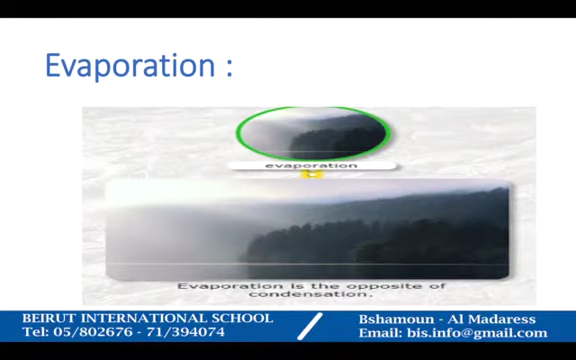 Evaporation :
evaporation
Evaporation is the opposite of
condensation.
BEIRUT INTERNATIONAL SCHOOL
Tel: 05/802676 - 71/394074
Bshamoun - Al Madaress
Email: bis.info@gmail.com